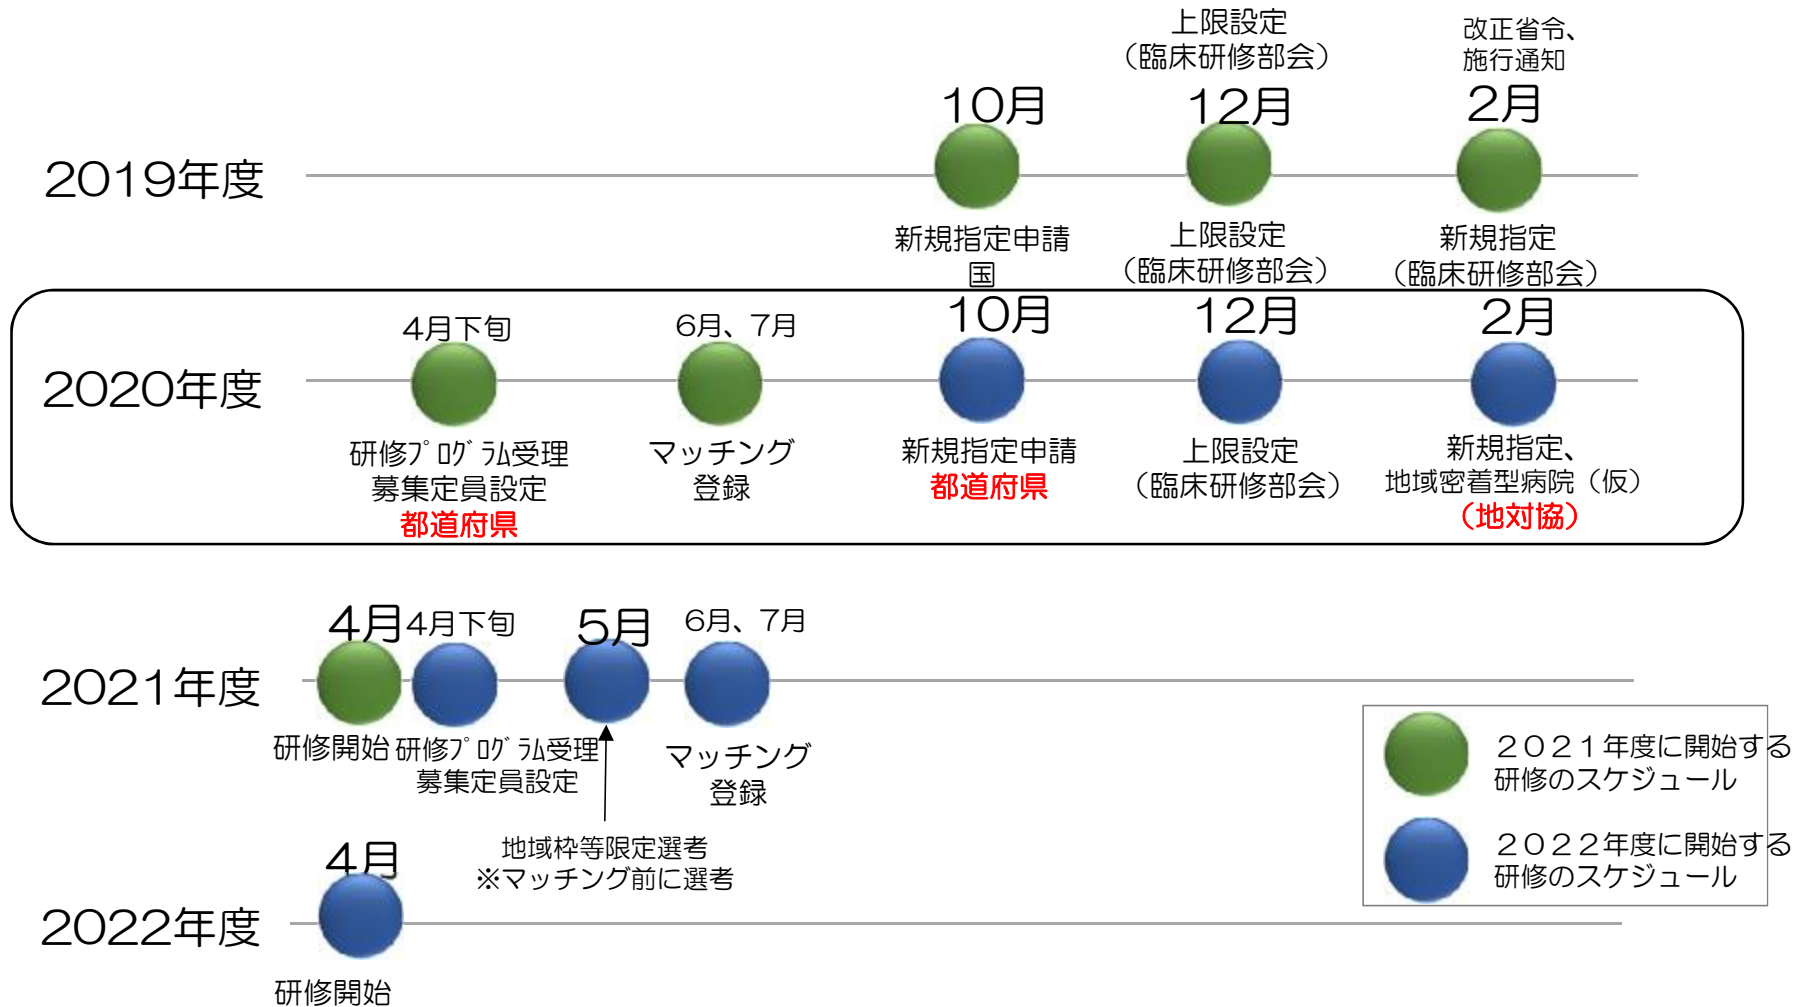 上限設定
（臨床研修部会）
改正省令、
施行通知
10月
12月
2月
2019年度
新規指定申請
国
上限設定
（臨床研修部会）
新規指定
（臨床研修部会）
4月下旬
6月、7月
10月
12月
2月
2020年度
研修ﾌﾟﾛｸﾞﾗﾑ受理
募集定員設定
都道府県
マッチング
登録
新規指定申請
都道府県
上限設定
（臨床研修部会）
新規指定、
地域密着型病院（仮）
（地対協）
4月
4月下旬
5月
6月、7月
2021年度
研修開始
研修ﾌﾟﾛｸﾞﾗﾑ受理
募集定員設定
マッチング
登録
地域枠等限定選考
※マッチング前に選考
２０２１年度に開始する
研修のスケジュール
２０２２年度に開始する
研修のスケジュール
4月
2022年度
研修開始